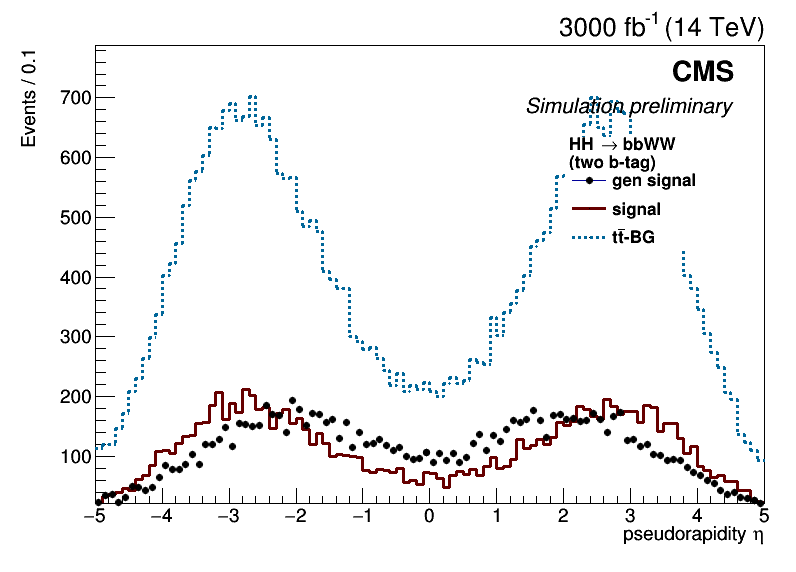 3000 fb-1 (14 TeV)
CMS
Simulation preliminary
Events / 0.1
HH → bbWW
(two b-tag)
gen signal
signal
tt̄-BG
700
600
500
400
300
200
100
−5 −4 −3 −2 −1 0 1 2 3 4 5
pseudorapidity η